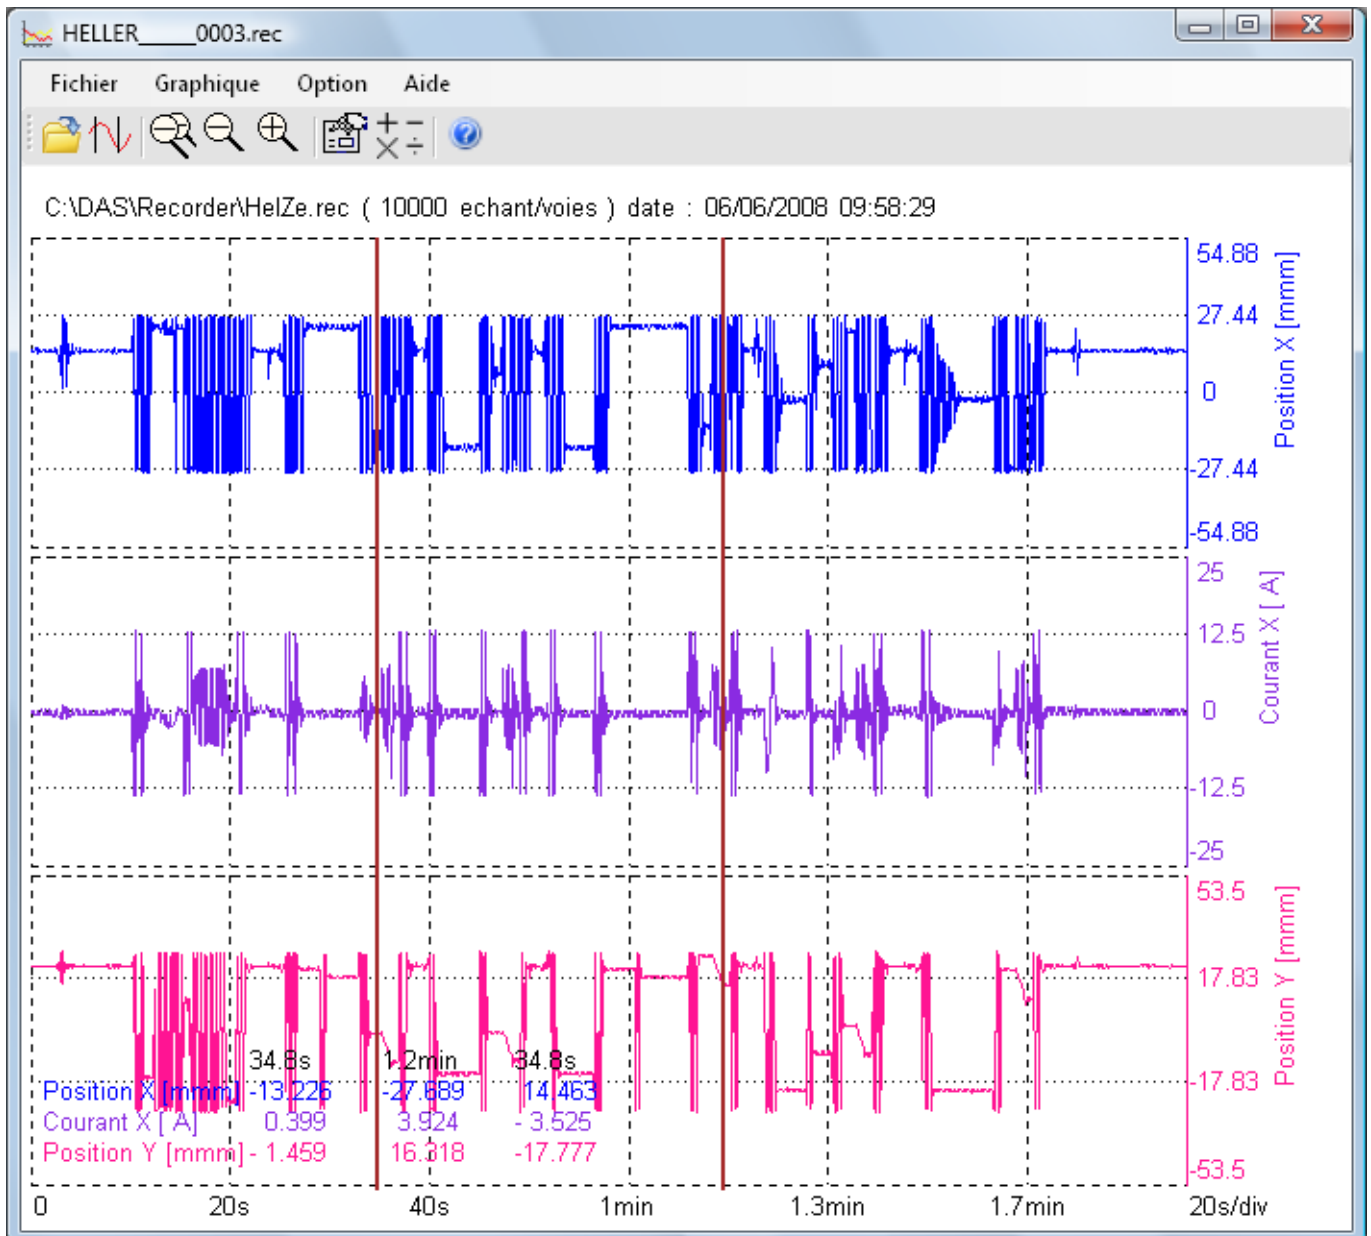 HELLER_____0003.rec
Fichier Graphique Option Aide
C:\DAS\Recorder\HelZe.rec ( 10000 echant/voies ) date : 06/06/2008 09:58:29
54.88
27.44
0
-27.44
-54.88
Position X [mmm]
25
12.5
0
-12.5
-25
Courant X [ A]
53.5
17.83
-17.83
-53.5
Position Y [mmm]
34.8s 1.2min 34.8s
Position X [mmm] -13.226 -27.689 14.463
Courant X [ A] 0.399 3.924 - 3.525
Position Y [mmm] - 1.459 16.318 -17.777
0 20s 40s 1min 1.3min 1.7min 20s/div